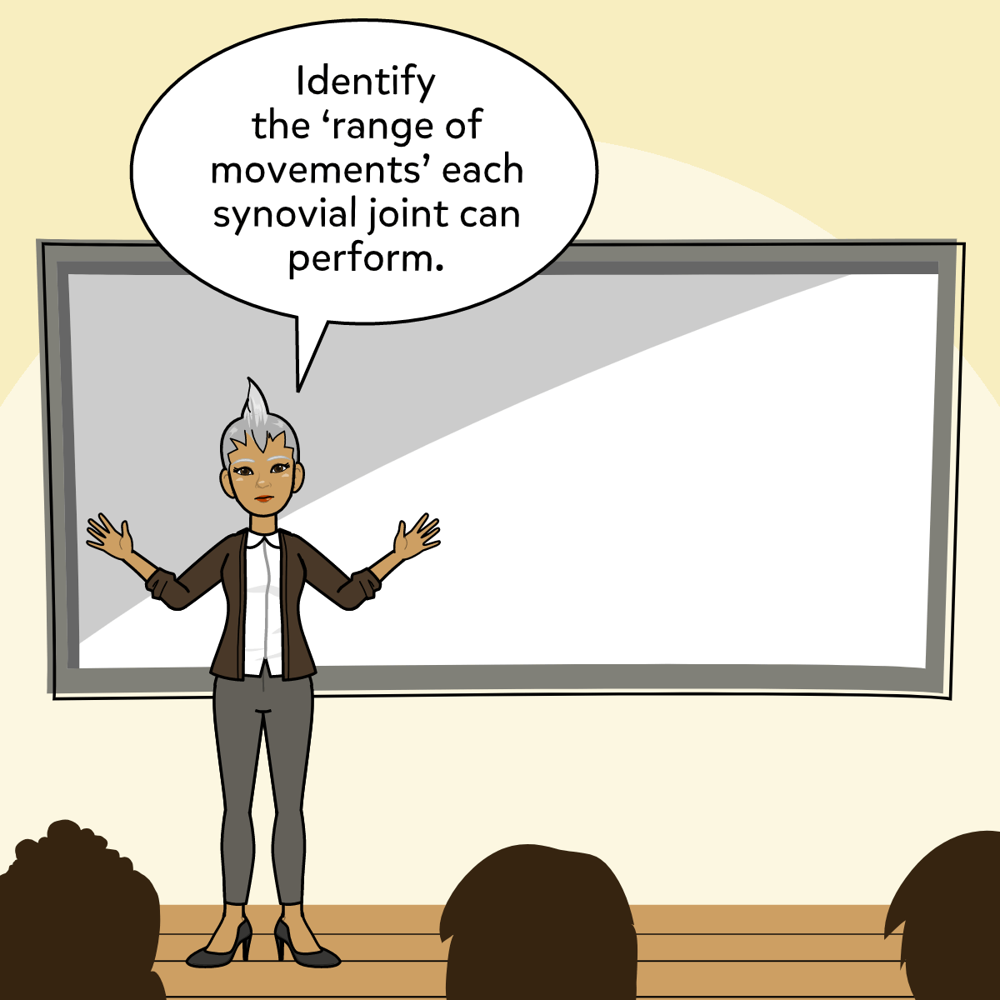 Identify
the ‘range of
movements’ each
synovial joint can
perform.